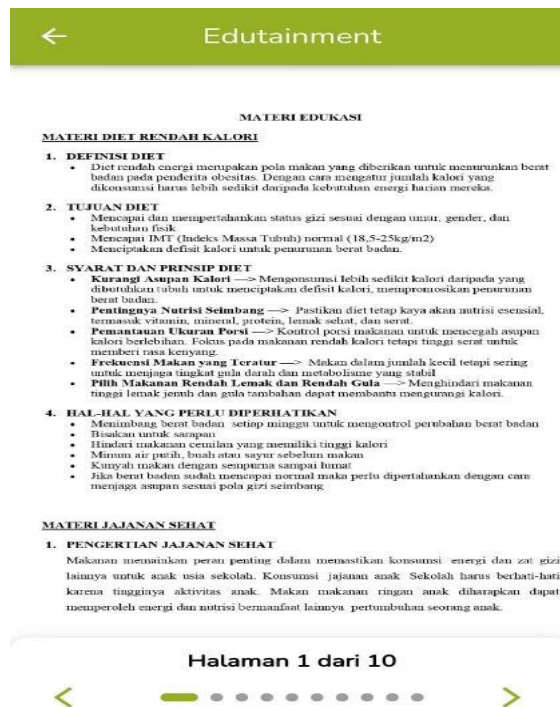 Edutainment
MATERI EDUKASI
MATERI DIET RENDAH KALORI
1. DEFINISI DIET
• Diet rendah energi merupakan pola makan yang diberikan untuk menurunkan berat
badan pada penderita obesitas. Dengan cara mengatur jumlah kalori yang
dikonsumsi harus lebih sedikit daripada kebutuhan energi harian mereka.
2. TUJUAN DIET
• Mencapai dan mempertahankan status gizi sesuai dengan umur, gender, dan
kebutuhan fisik
• Mencapai IMT (Indeks Massa Tubuh) normal (18,5-25kg/m2)
• Menciptakan defisit kalori untuk penurunan berat badan.
3. SYARAT DAN PRINSIP DIET
• Kurangi Asupan Kalori —> Mengonsumsi lebih sedikit kalori daripada yang
dibutuhkan tubuh untuk menciptakan defisit kalori, mempromosikan penurunan
berat badan.
• Pentingnya Nutrisi Seimbang —> Pastikan diet tetap kaya akan nutrisi esensial,
termasuk vitamin, mineral, protein, lemak sehat, dan serat.
• Pemantauan Ukuran Porsi —> Kontrol porsi makanan untuk mencegah asupan
kalori berlebihan. Fokus pada makanan rendah kalori tetapi tinggi serat untuk
memberi rasa kenyang.
• Frekuensi Makan yang Teratur —> Makan dalam jumlah kecil tetapi sering
untuk menjaga tingkat gula darah dan metabolisme yang stabil
• Pilih Makanan Rendah Lemak dan Rendah Gula —> Menghindari makanan
tinggi lemak jenuh dan gula tambahan dapat membantu mengurangi kalori.
4. HAL-HAL YANG PERLU DIPERHATIKAN
• Menimbang berat badan setiap minggu untuk mengontrol perubahan berat badan
• Bisakan untuk sarapan
• Hindari makanan cemilan yang memiliki tinggi kalori
• Minum air putih, buah atau sayur sebelum makan
• Kunyah makan dengan sempurna sampai lumat
• Jika berat badan sudah mencapai normal maka perlu dipertahankan dengan cara
menjaga asupan sesuai pola gizi seimbang
MATERI JAJANAN SEHAT
1. PENGERTIAN JAJANAN SEHAT
Makanan memainkan peran penting dalam memastikan konsumsi energi dan zat gizi
lainnya untuk anak usia sekolah. Konsumsi jajanan anak Sekolah harus berhati-hati
karena tingginya aktivitas anak. Makan makanan ringan anak diharapkan dapat
memperoleh energi dan nutrisi bermanfaat lainnya pertumbuhan seorang anak.
Halaman 1 dari 10